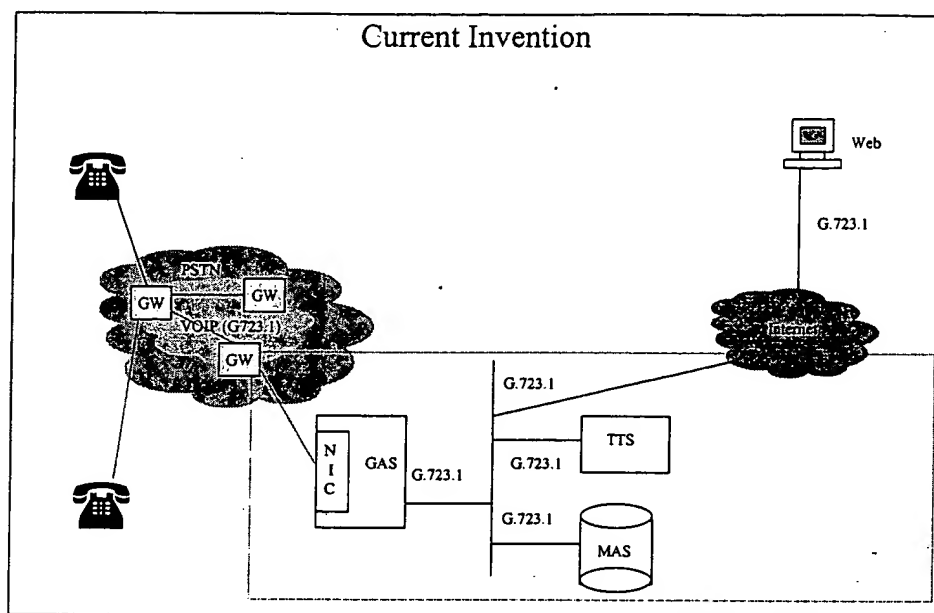 Current Invention
Web
G.723.1
PSTN
GW
GW
VOIP (G723.1)
GW
Internet
G.723.1
N
I
C
GAS
G.723.1
TTS
G.723.1
G.723.1
MAS